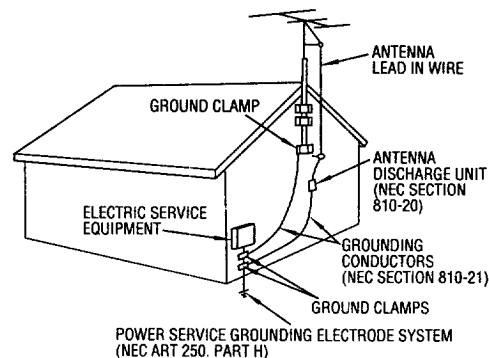 ANTENNA
LEAD IN WIRE
GROUND CLAMP
ANTENNA
DISCHARGE UNIT
(NEC SECTION
810-20)
ELECTRIC SERVICE
EQUIPMENT
GROUNDING
CONDUCTORS
(NEC SECTION 810-21)
GROUND CLAMPS
POWER SERVICE GROUNDING ELECTRODE SYSTEM
(NEC ART 250. PART H)